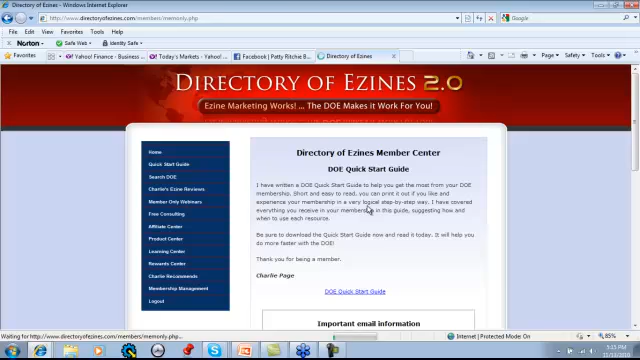 Directory of Ezines - Windows Internet Explorer
http://www.directoryofezines.com/members/memonly.php
Google
File Edit View Favorites Tools Help
Norton Safe Web Identity Safe
Favorites Yahoo! Finance - Business ... Today's Markets - Yahoo! ... Facebook | Patty Ritchie B... Directory of Ezines Page Safety Tools
DIRECTORY OF EZINES 2.0
Ezine Marketing Works! ... The DOE Makes it Work For You!
Home
Quick Start Guide
Search DOE
Charlie's Ezine Reviews
Member Only Webinars
Free Consulting
Affiliate Center
Product Center
Learning Center
Rewards Center
Charlie Recommends
Membership Management
Logout
Directory of Ezines Member Center
DOE Quick Start Guide
I have written a DOE Quick Start Guide to help you get the most from your DOE
membership. Short and easy to read, you can print it out if you like and
experience your membership in a very logical step-by-step way. I have covered
everything you receive in your membership in this guide, suggesting how and
when to use each resource.
Be sure to download the Quick Start Guide now and read it today. It will help you
do more faster with the DOE!
Thank you for being a member.
Charlie Page
DOE Quick Start Guide
Important email information
Waiting for http://www.directoryofezines.com/members/memonly.php...
Internet | Protected Mode: On
85%
5:15 PM